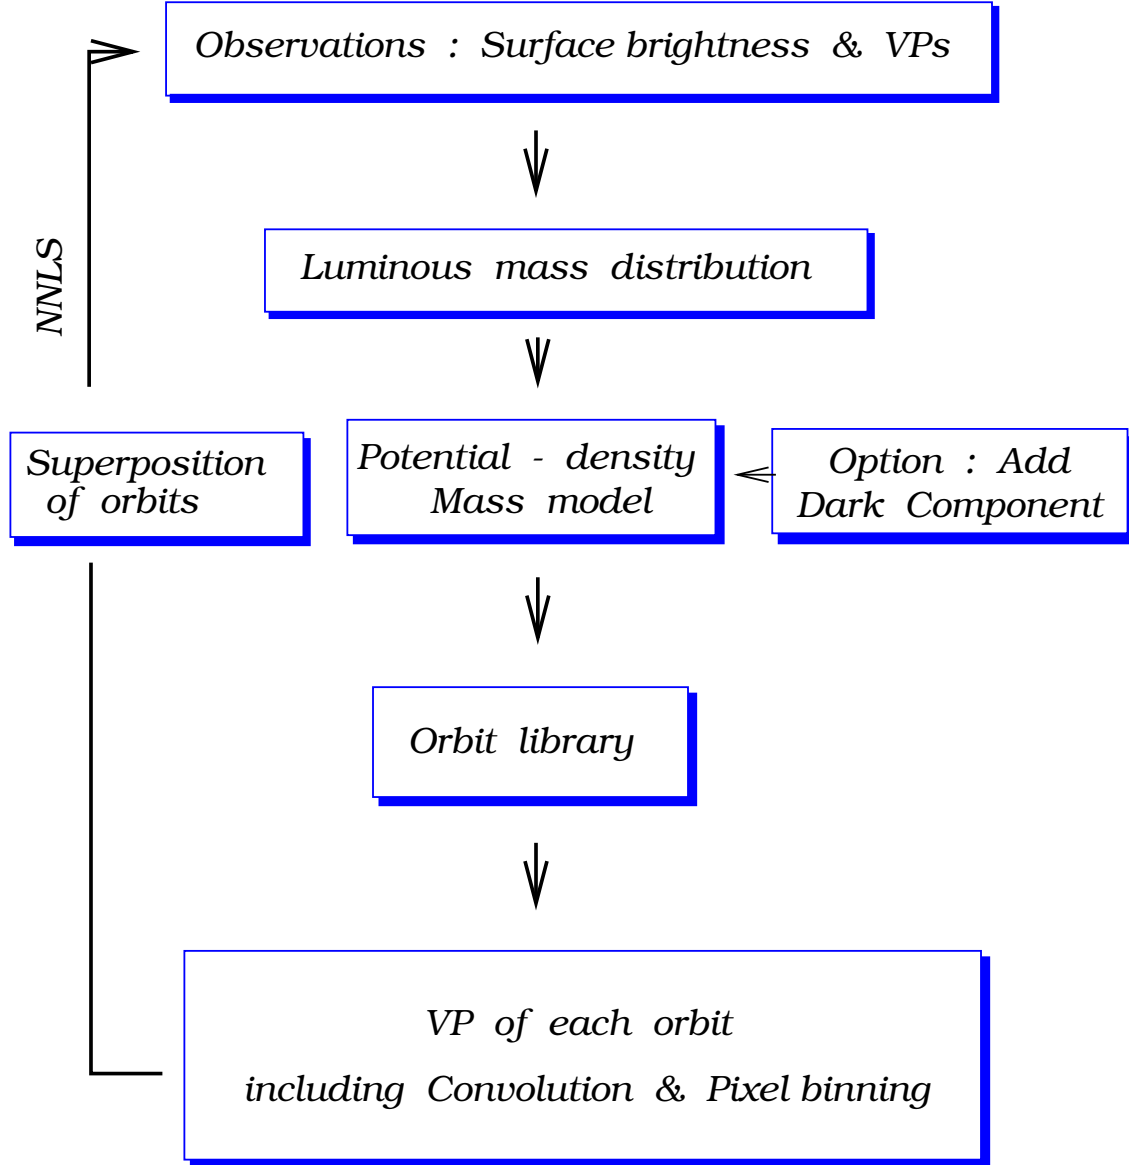 Observations : Surface brightness & VPs
Luminous mass distribution
NNLS
Superposition
of orbits
Potential - density
Mass model
Option : Add
Dark Component
Orbit library
VP of each orbit
including Convolution & Pixel binning